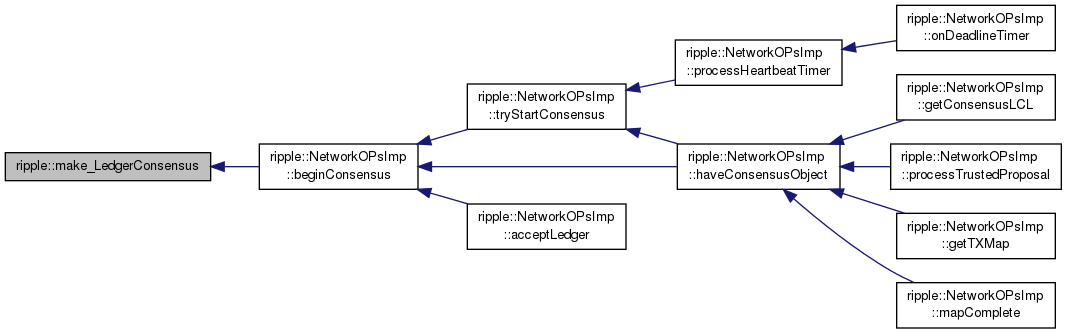 ripple::make_LedgerConsensus
ripple::NetworkOPsImp
::beginConsensus
ripple::NetworkOPsImp
::tryStartConsensus
ripple::NetworkOPsImp
::acceptLedger
ripple::NetworkOPsImp
::processHeartbeatTimer
ripple::NetworkOPsImp
::haveConsensusObject
ripple::NetworkOPsImp
::onDeadlineTimer
ripple::NetworkOPsImp
::getConsensusLCL
ripple::NetworkOPsImp
::processTrustedProposal
ripple::NetworkOPsImp
::getTXMap
ripple::NetworkOPsImp
::mapComplete